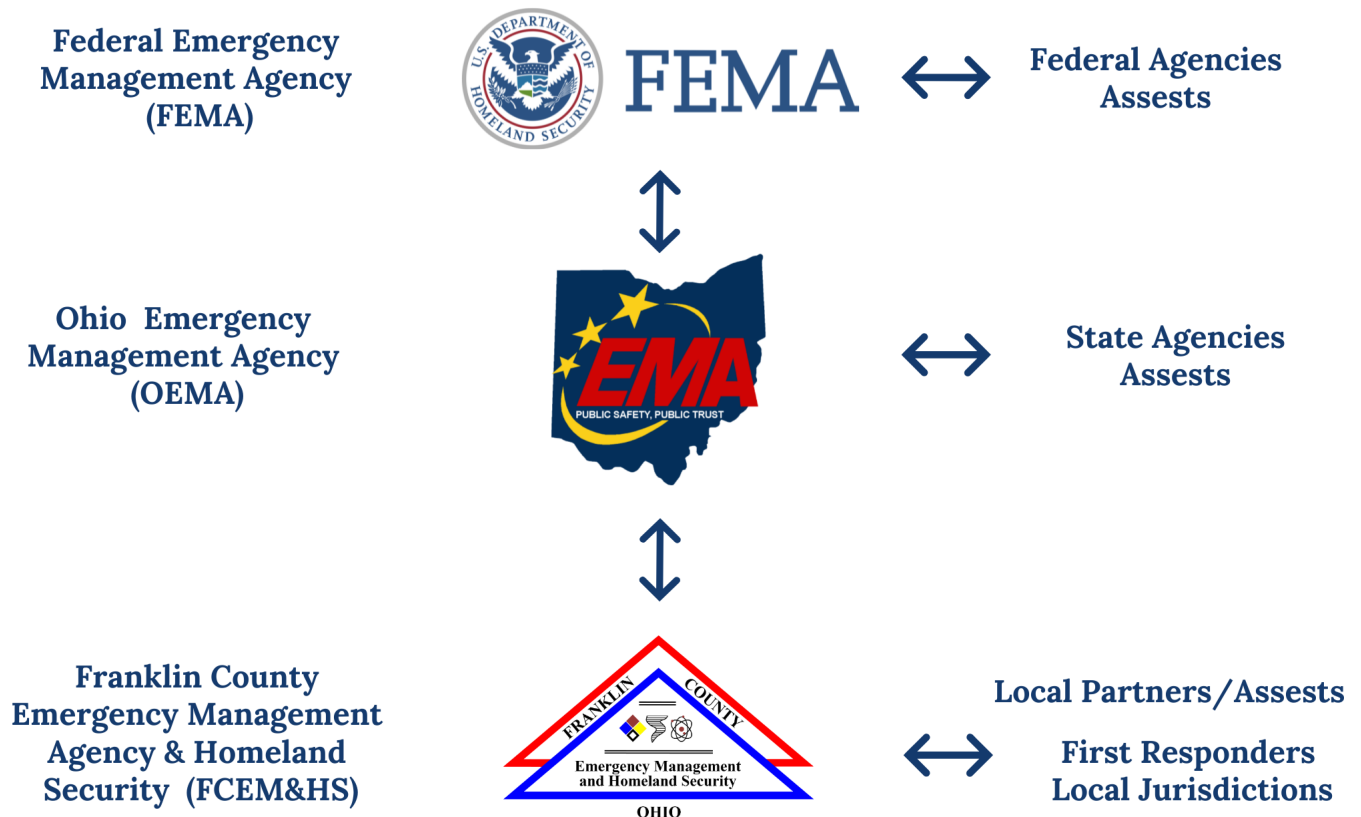 Federal Emergency
Management Agency
(FEMA)
U.S. DEPARTMENT OF
HOMELAND SECURITY
FEMA
Federal Agencies
Assests
Ohio Emergency
Management Agency
(OEMA)
EMA
PUBLIC SAFETY, PUBLIC TRUST
State Agencies
Assests
Franklin County
Emergency Management
Agency & Homeland
Security (FCEM&HS)
FRANKLIN COUNTY
Emergency Management
and Homeland Security
OHIO
Local Partners/Assests
First Responders
Local Jurisdictions